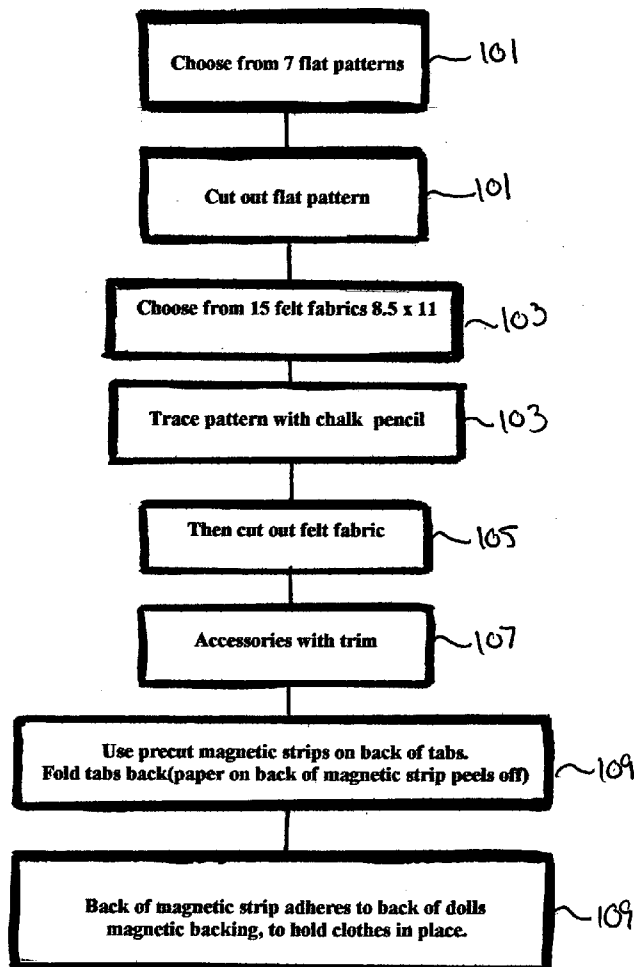 Choose from 7 flat patterns 101
Cut out flat pattern 101
Choose from 15 felt fabrics 8.5 x 11 103
Trace pattern with chalk pencil 103
Then cut out felt fabric 105
Accessories with trim 107
Use precut magnetic strips on back of tabs.
Fold tabs back(paper on back of magnetic strip peels off) 109
Back of magnetic strip adheres to back of dolls
magnetic backing, to hold clothes in place. 109